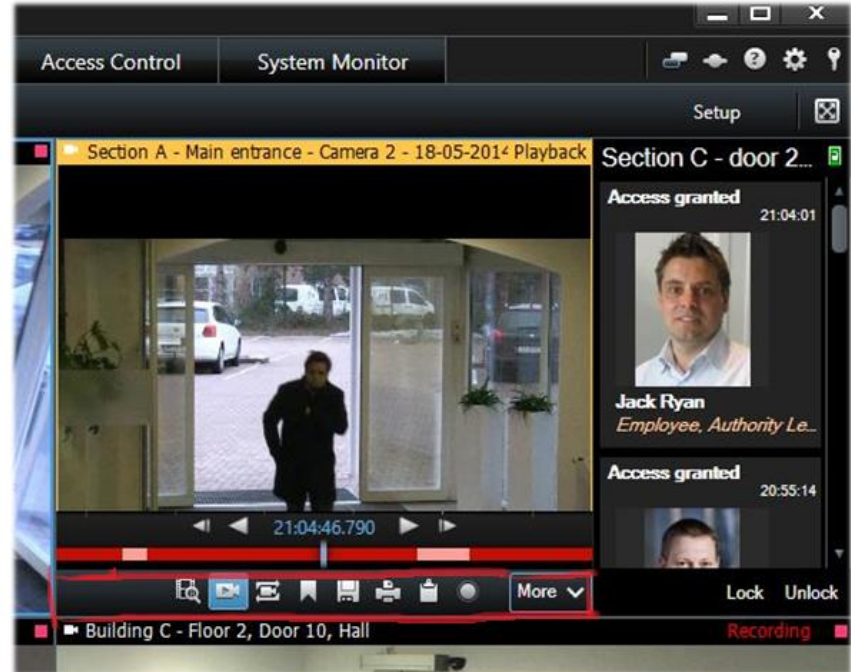 Access Control
System Monitor
Setup
Section A - Main entrance - Camera 2 - 18-05-2014 Playback
Section C - door 2...
Access granted
21:04:01
Jack Ryan
Employee, Authority Le...
Access granted
20:55:14
21:04:46.790
More
Lock Unlock
Building C - Floor 2, Door 10, Hall
Recording